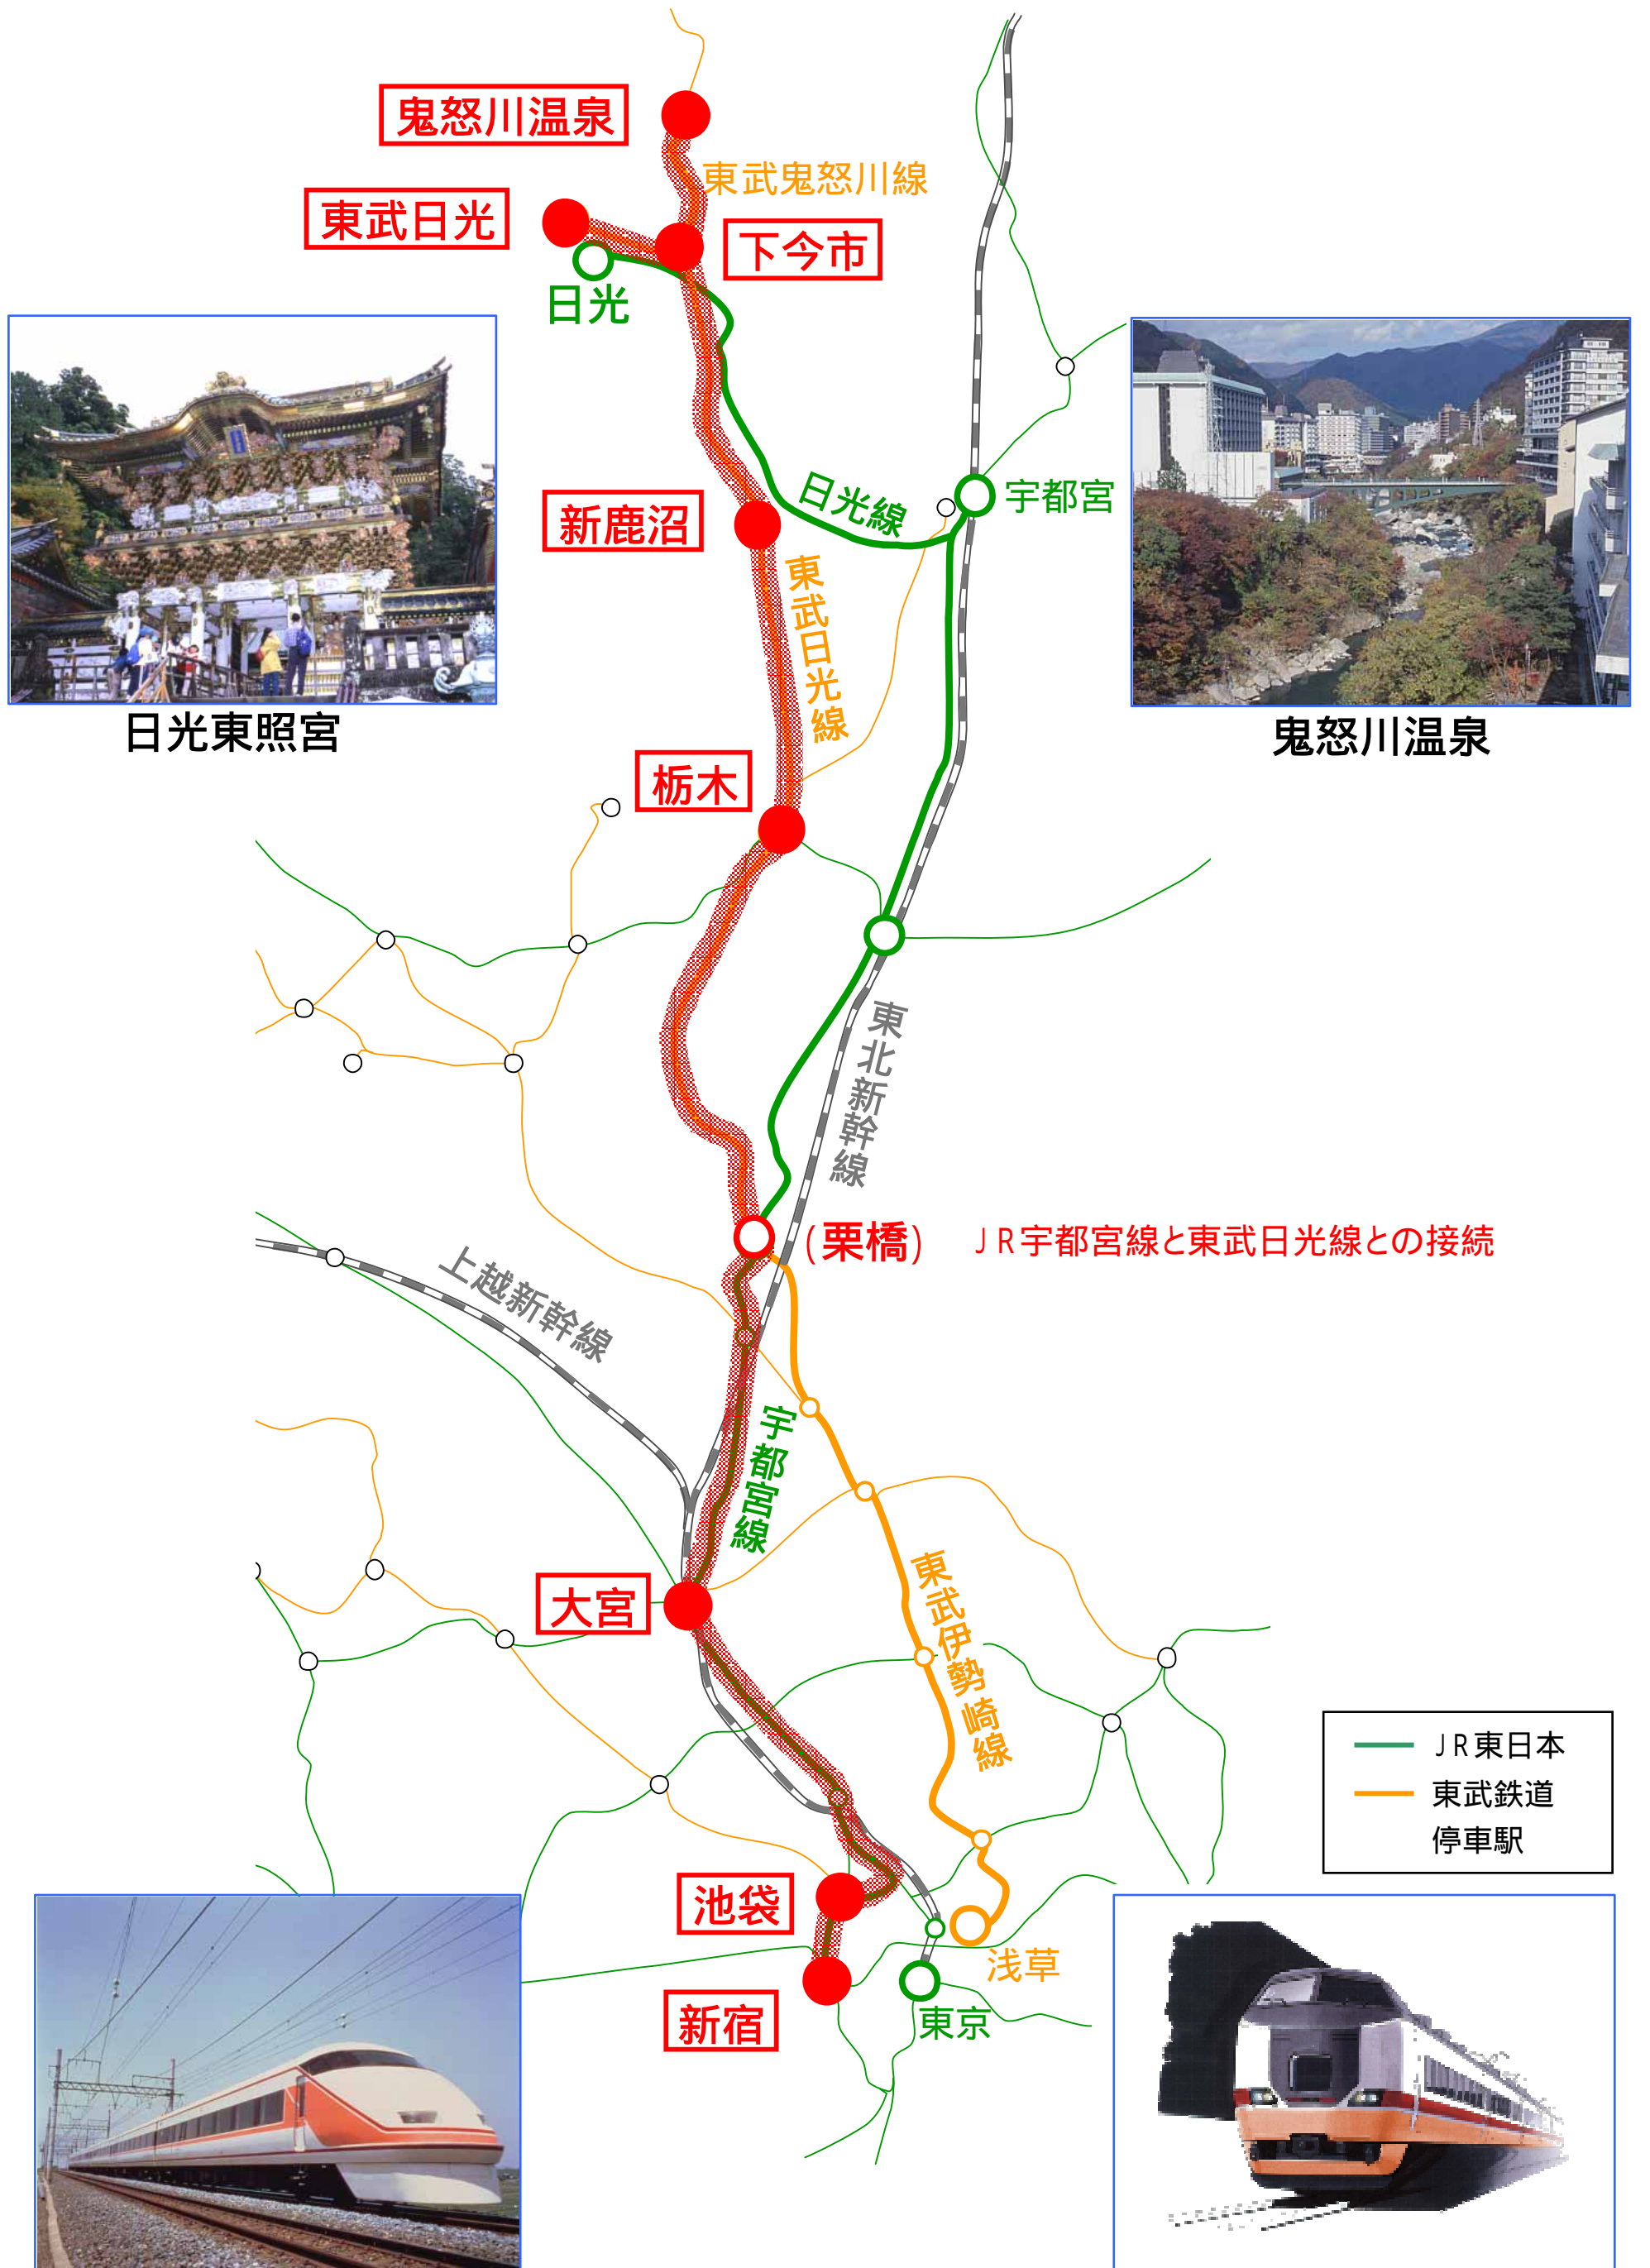 鬼怒川温泉
東武鬼怒川線
東武日光
下今市
日光
宇都宮
日光線
新鹿沼
東武日光線
日光東照宮
鬼怒川温泉
栃木
東北新幹線
(栗橋)
JR宇都宮線と東武日光線との接続
上越新幹線
宇都宮線
東武伊勢崎線
大宮
JR東日本
東武鉄道
停車駅
池袋
浅草
新宿
東京